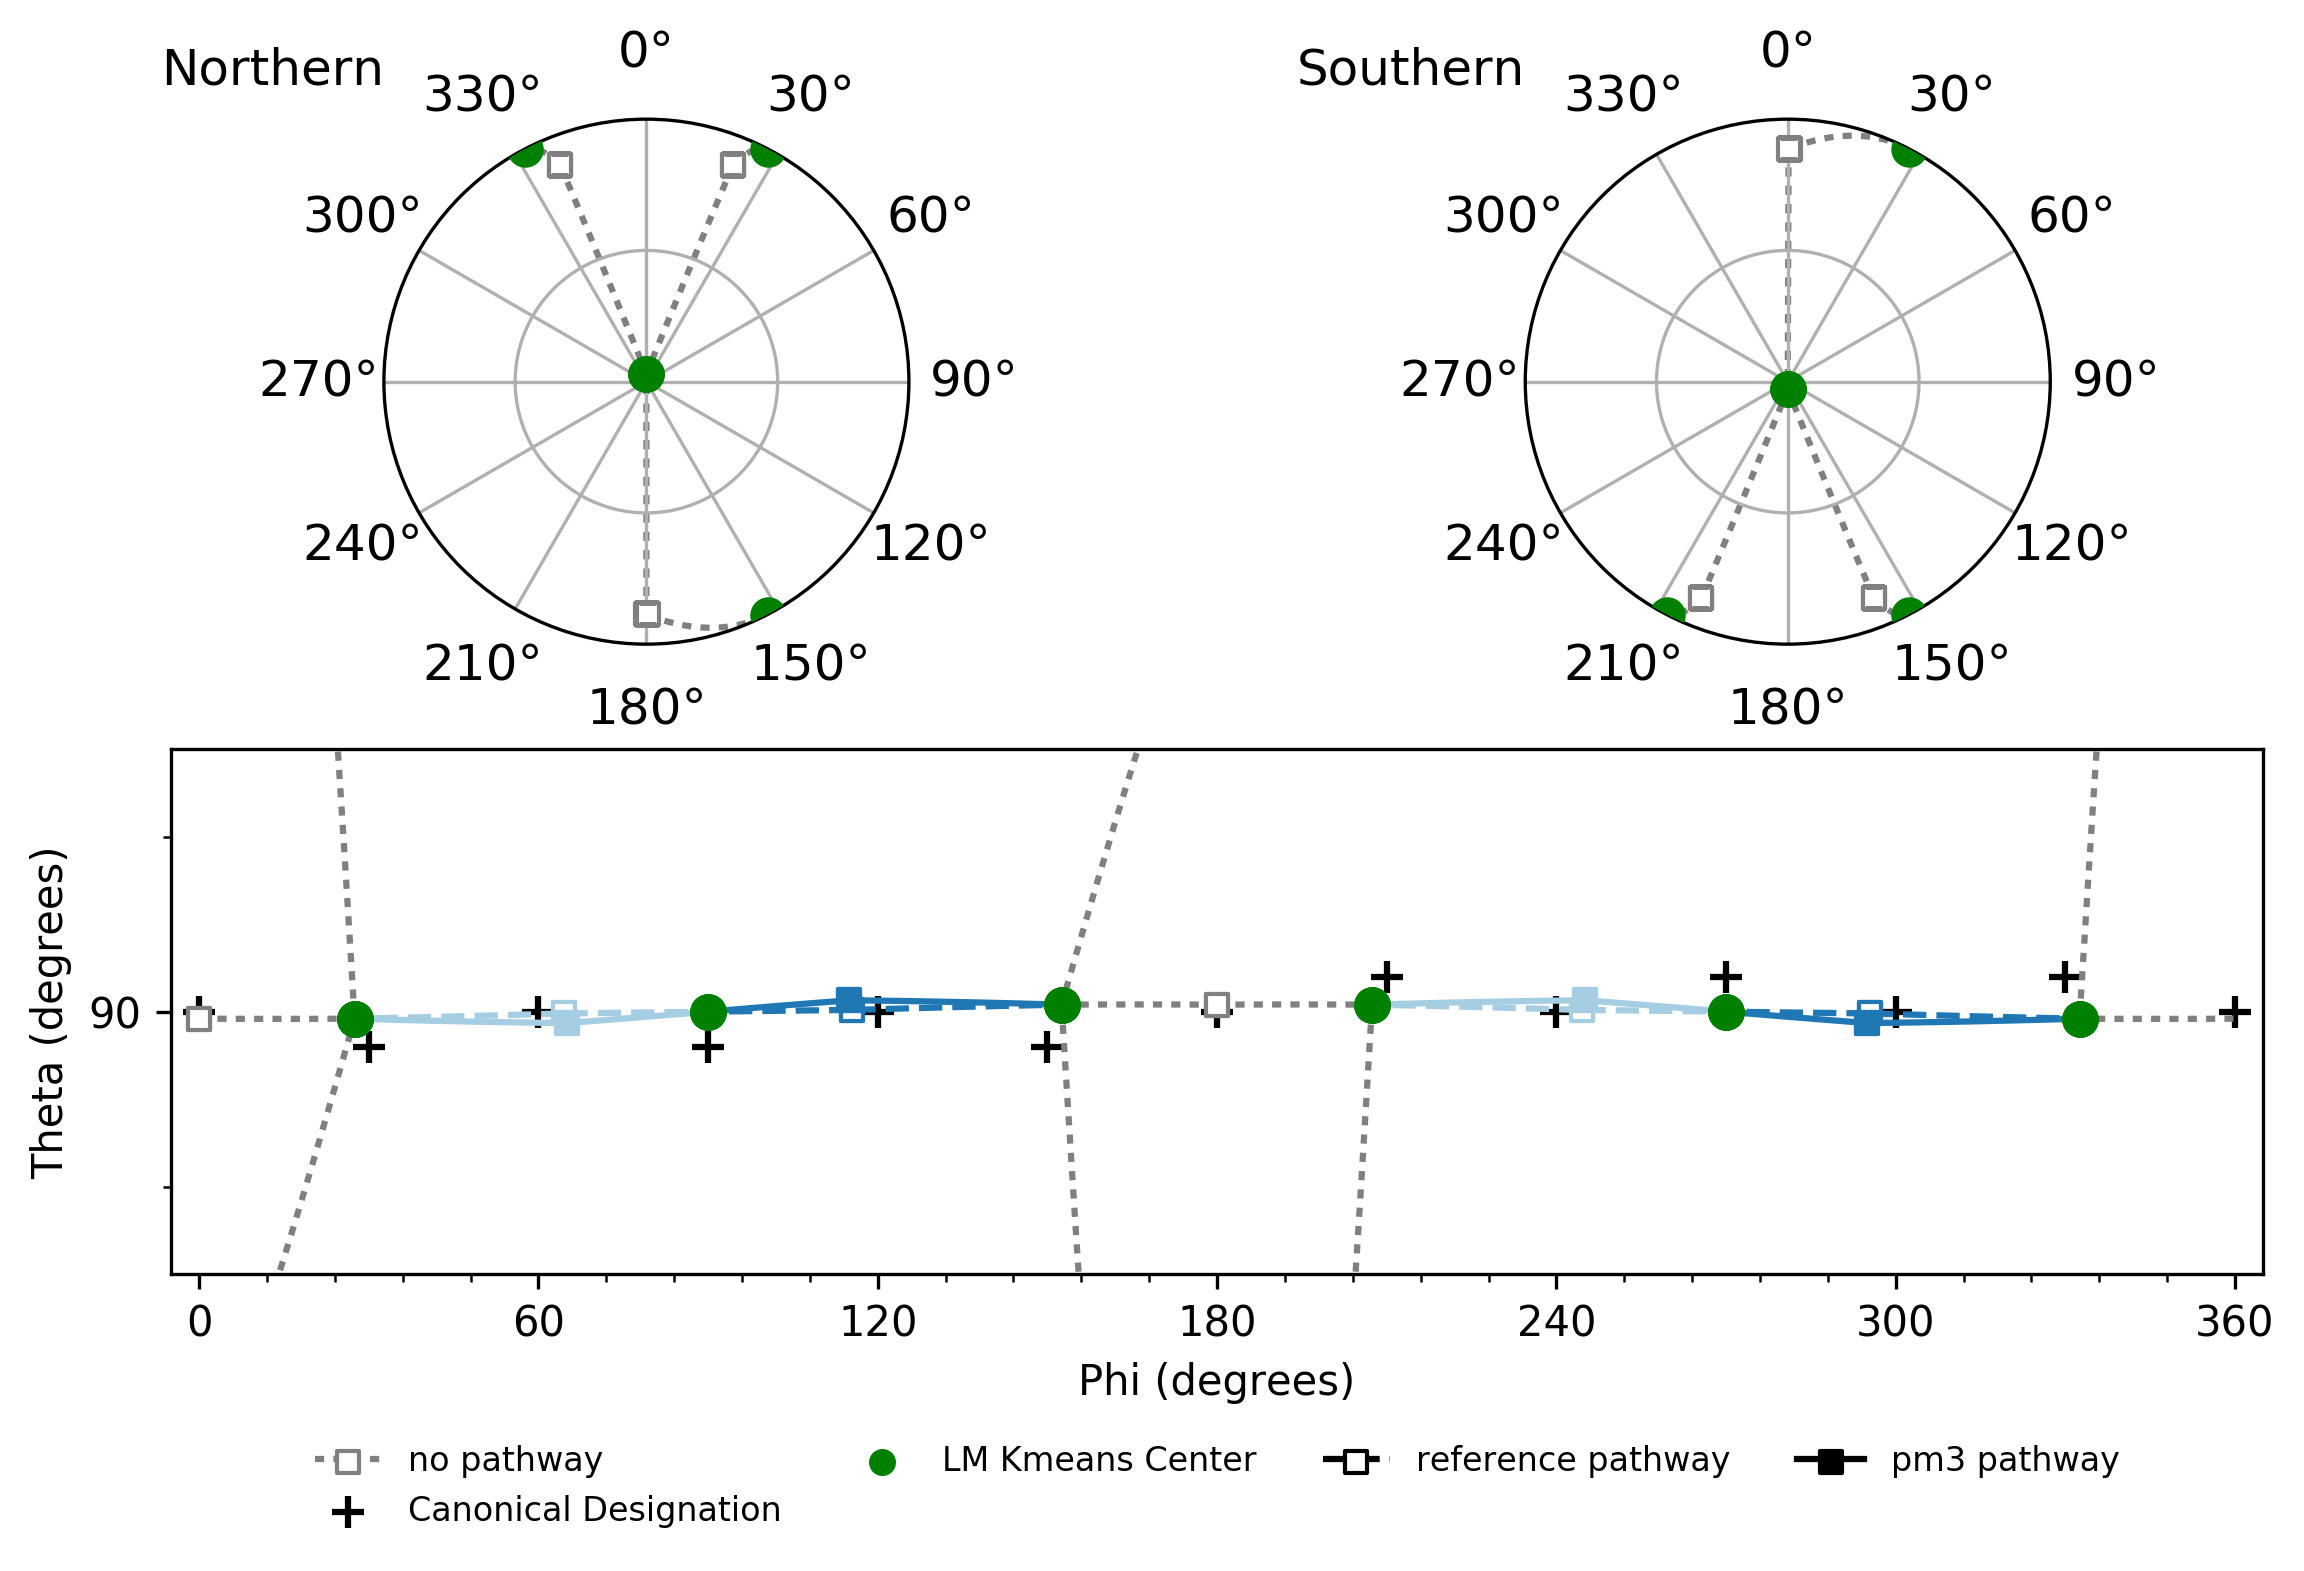 Northern
0°
30°
60°
90°
120°
150°
180°
210°
240°
270°
300°
330°
Southern
0°
30°
60°
90°
120°
150°
180°
210°
240°
270°
300°
330°
Theta (degrees)
90
0 60 120 180 240 300 360
Phi (degrees)
no pathway
Canonical Designation
LM Kmeans Center
reference pathway
pm3 pathway